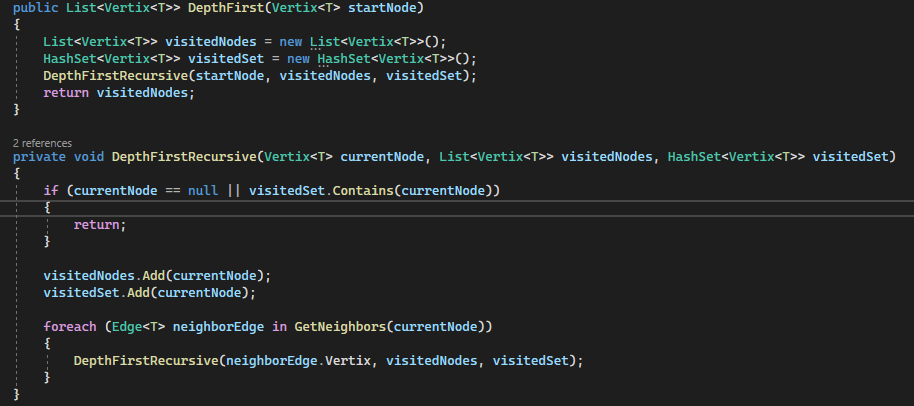 public List<Vertix<T>> DepthFirst(Vertix<T> startNode)
{
List<Vertix<T>> visitedNodes = new List<Vertix<T>>();
HashSet<Vertix<T>> visitedSet = new HashSet<Vertix<T>>();
DepthFirstRecursive(startNode, visitedNodes, visitedSet);
return visitedNodes;
}
2 references
private void DepthFirstRecursive(Vertix<T> currentNode, List<Vertix<T>> visitedNodes, HashSet<Vertix<T>> visitedSet)
{
if (currentNode == null || visitedSet.Contains(currentNode))
{
return;
}
visitedNodes.Add(currentNode);
visitedSet.Add(currentNode);
foreach (Edge<T> neighborEdge in GetNeighbors(currentNode))
{
DepthFirstRecursive(neighborEdge.Vertix, visitedNodes, visitedSet);
}
}